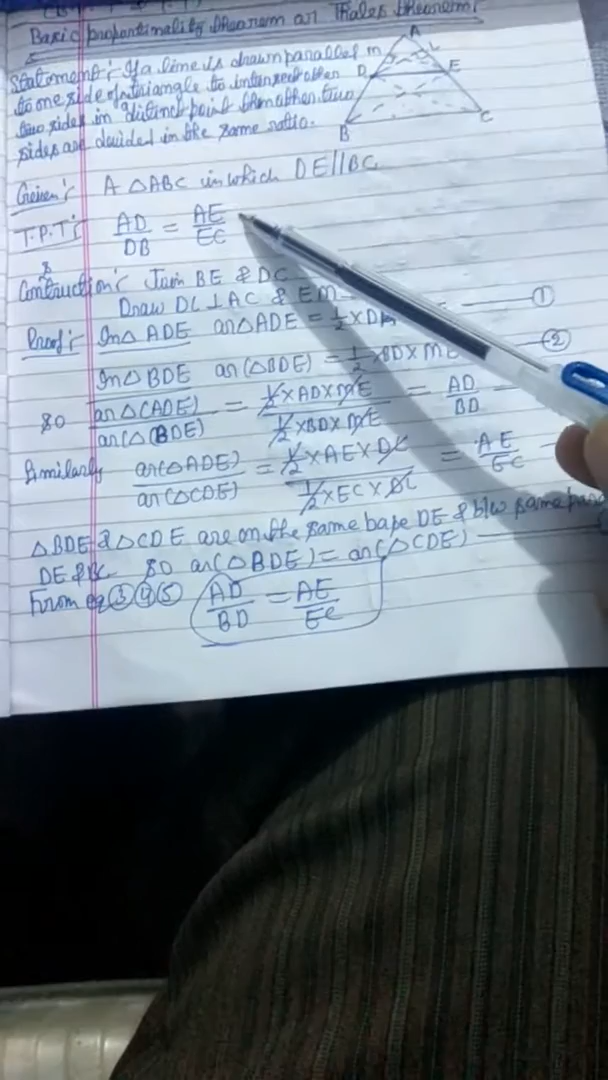 Basic proportionality theorem or Thales theorem:
Statement: If a line is drawn parallel
to one side of a triangle to intersect other
two sides in distinct point then other two
sides are divided in the same ratio.
A
M L
D E
B C
Given: A △ABC in which DE||BC
T.P.T: AD/DB = AE/EC
Contruction: Join BE & DC
Draw DL⊥AC & EM
Proof: In △ ADE ar△ADE = 1/2 ×
①
In △ BDE ar(△BDE) = 1/2 × BD × M
②
So ar△(ADE)/ar△(BDE) = 1/2 × AD × ME/1/2 × BD × ME = AD/BD
Similarly ar(△ADE)/ar(△CDE) = 1/2 × AE × DL/1/2 × EC × DL = AE/EC
△BDE & △CDE are on the same base DE & b/w same
DE & BC So ar(△BDE) = ar(△CDE)
From eq ③ ④ ⑤ AD/BD = AE/EC